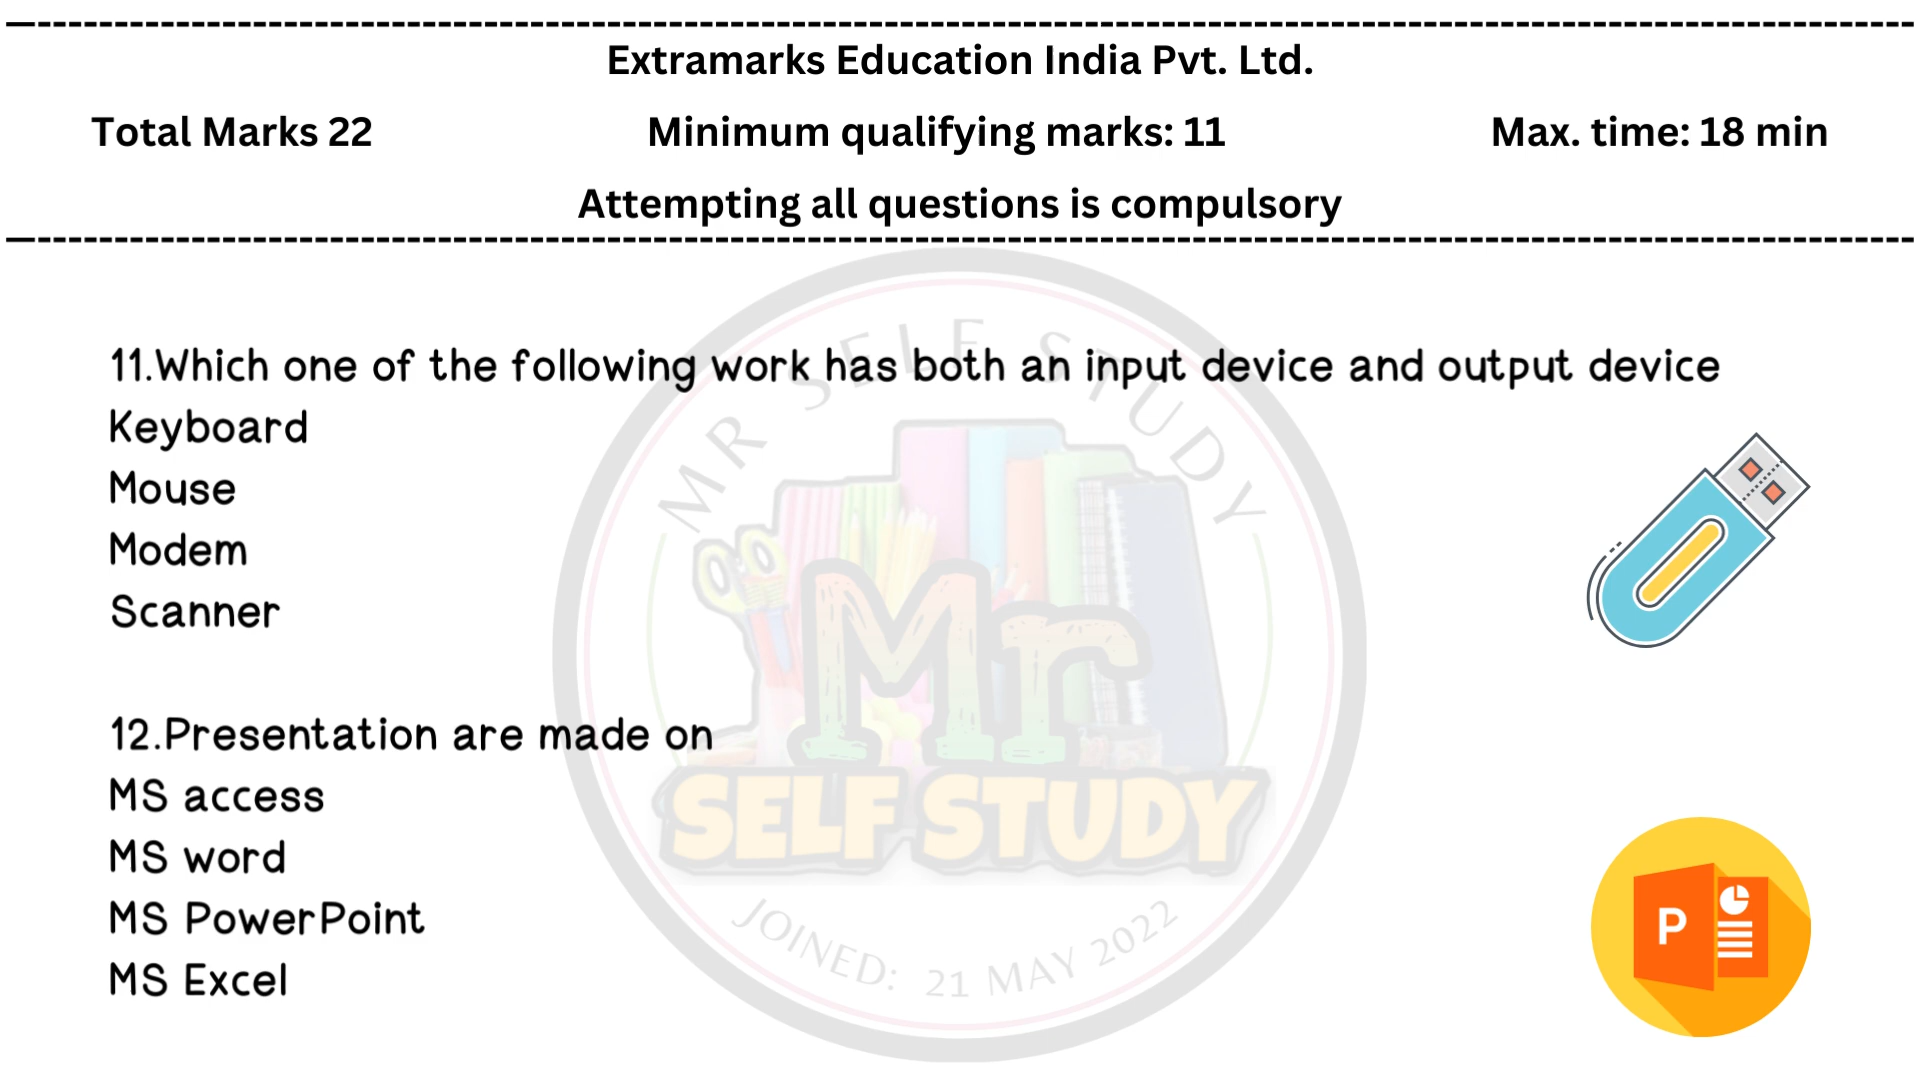 Extramarks Education India Pvt. Ltd.
Total Marks 22 Minimum qualifying marks: 11 Max. time: 18 min
Attempting all questions is compulsory
MR SELF STUDY
11.Which one of the following work has both an input device and output device
Keyboard
Mouse
Modem
Scanner
Mr
SELF STUDY
12.Presentation are made on
MS access
MS word
MS PowerPoint
MS Excel
P
JOINED: 21 MAY 2022